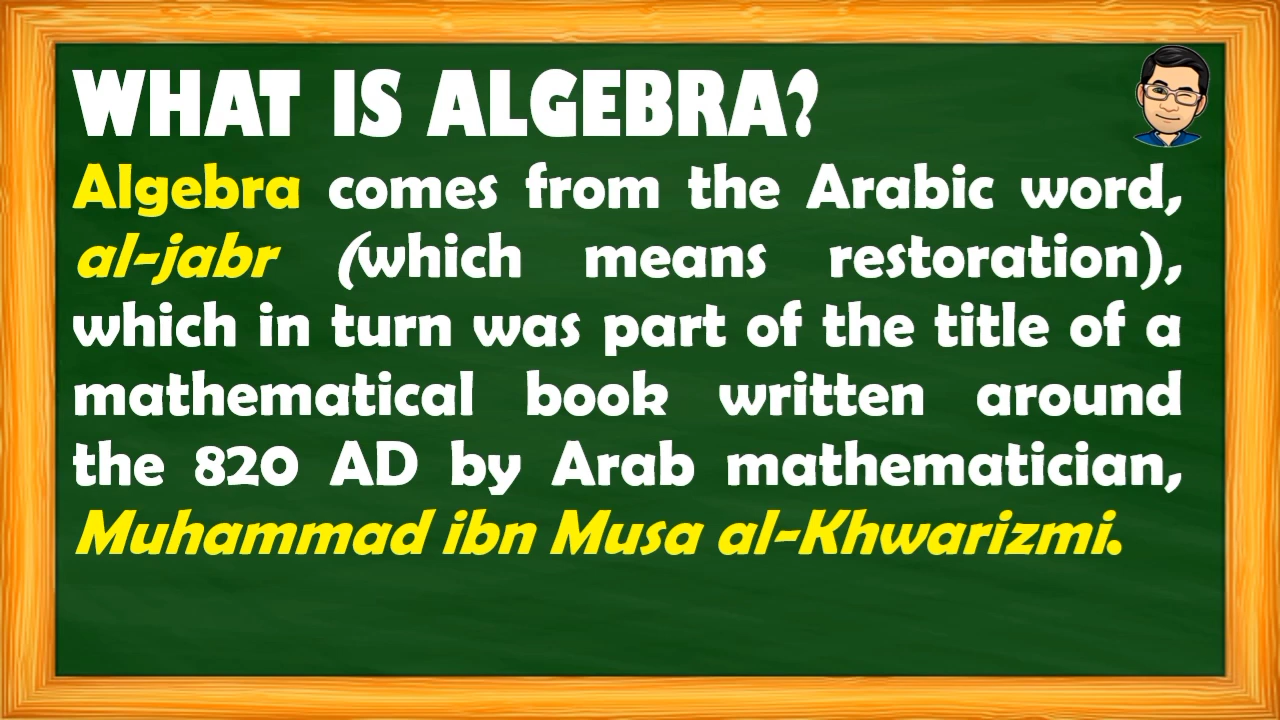 WHAT IS ALGEBRA?
Algebra comes from the Arabic word,
al-jabr (which means restoration),
which in turn was part of the title of a
mathematical book written around
the 820 AD by Arab mathematician,
Muhammad ibn Musa al-Khwarizmi.